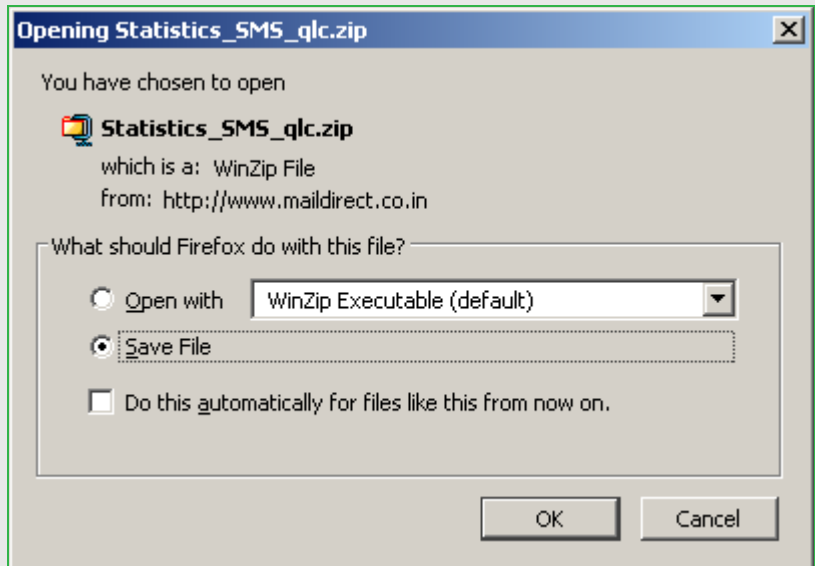 Opening Statistics_SMS_qlc.zip
You have chosen to open
Statistics_SMS_qlc.zip
which is a: WinZip File
from: http://www.maildirect.co.in
What should Firefox do with this file?
Open with WinZip Executable (default)
Save File
Do this automatically for files like this from now on.
OK Cancel